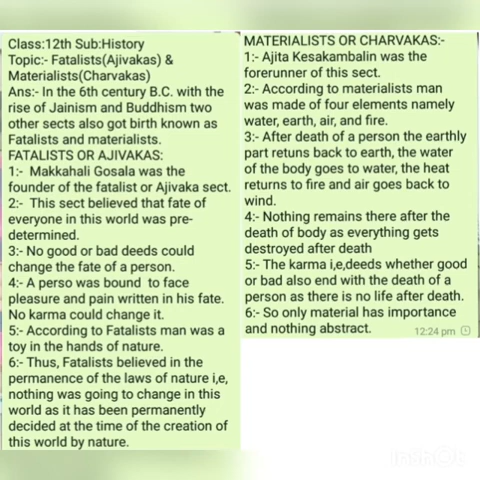 Class:12th Sub:History
Topic:- Fatalists(Ajivakas) &
Materialists(Charvakas)
Ans:- In the 6th century B.C. with the
rise of Jainism and Buddhism two
other sects also got birth known as
Fatalists and materialists.
FATALISTS OR AJIVAKAS:
1:-  Makkahali Gosala was the
founder of the fatalist or Ajivaka sect.
2:-  This sect believed that fate of
everyone in this world was pre-
determined.
3:- No good or bad deeds could
change the fate of a person.
4:- A perso was bound  to face
pleasure and pain written in his fate.
No karma could change it.
5:- According to Fatalists man was a
toy in the hands of nature.
6:- Thus, Fatalists believed in the
permanence of the laws of nature i,e,
nothing was going to change in this
world as it has been permanently
decided at the time of the creation of
this world by nature.
MATERIALISTS OR CHARVAKAS:-
1:- Ajita Kesakambalin was the
forerunner of this sect.
2:- According to materialists man
was made of four elements namely
water, earth, air, and fire.
3:- After death of a person the earthly
part retuns back to earth, the water
of the body goes to water, the heat
returns to fire and air goes back to
wind.
4:- Nothing remains there after the
death of body as everything gets
destroyed after death
5:- The karma i,e,deeds whether good
or bad also end with the death of a
person as there is no life after death.
6:- So only material has importance
and nothing abstract.
12:24 pm